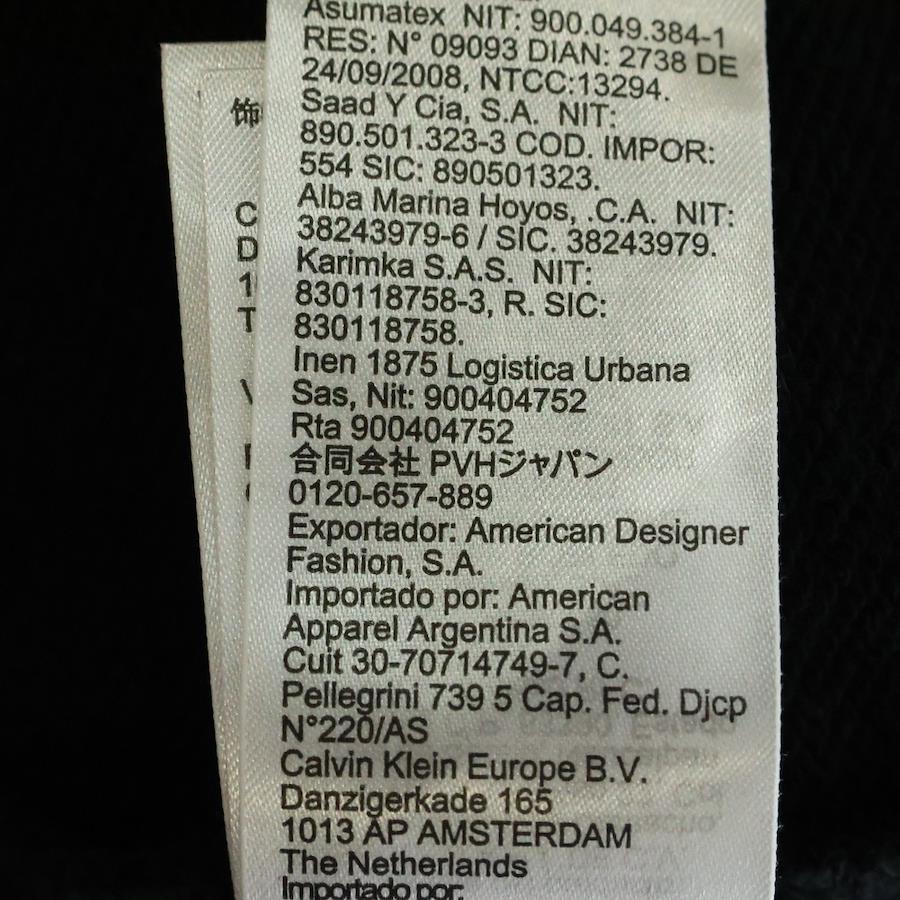 Asumatex NIT: 900.049.384-1
RES: N° 09093 DIAN: 2738 DE
24/09/2008, NTCC:13294.
Saad Y Cia, S.A. NIT:
890.501.323-3 COD. IMPOR:
554 SIC: 890501323.
Alba Marina Hoyos, .C.A. NIT:
38243979-6 / SIC. 38243979.
Karimka S.A.S. NIT:
830118758-3, R. SIC:
830118758.
Inen 1875 Logistica Urbana
Sas, Nit: 900404752
Rta 900404752
合同会社 PVHジャパン
0120-657-889
Exportador: American Designer
Fashion, S.A.
Importado por: American
Apparel Argentina S.A.
Cuit 30-70714749-7, C.
Pellegrini 739 5 Cap. Fed. Djcp
N°220/AS
Calvin Klein Europe B.V.
Danzigerkade 165
1013 AP AMSTERDAM
The Netherlands
Importado por:
饰